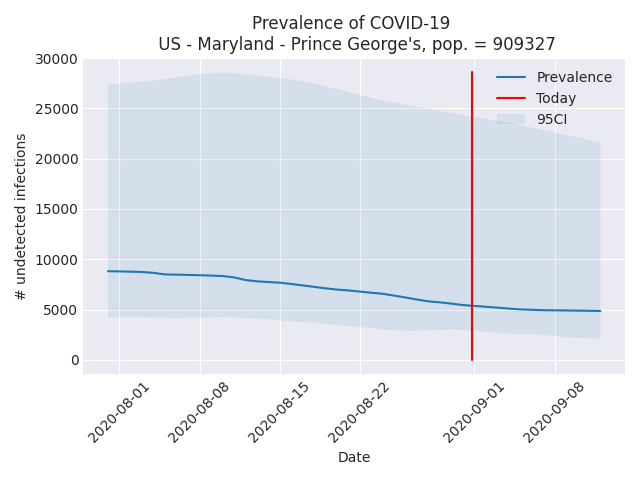 Prevalence of COVID-19
US - Maryland - Prince George's, pop. = 909327
30000
25000
20000
15000
10000
5000
0
# undetected infections
Prevalence
Today
95CI
2020-08-01
2020-08-08
2020-08-15
2020-08-22
2020-09-01
2020-09-08
Date